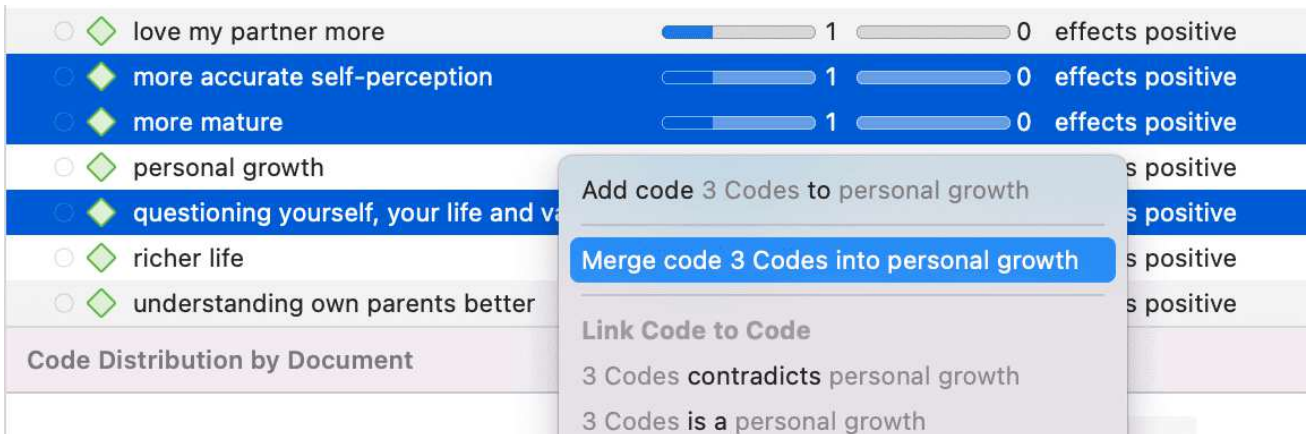 love my partner more 1 0 effects positive
more accurate self-perception 1 0 effects positive
more mature 1 0 effects positive
personal growth s positive
Add code 3 Codes to personal growth
questioning yourself, your life and va s positive
richer life s positive
Merge code 3 Codes into personal growth
understanding own parents better s positive
Link Code to Code
Code Distribution by Document
3 Codes contradicts personal growth
3 Codes is a personal growth